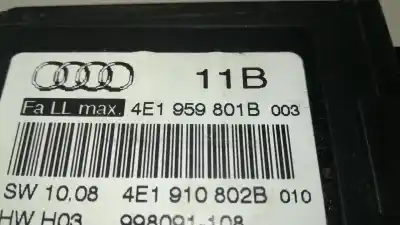 11B
Fa LL max. 4E1 959 801B 003
SW 10.08 4E1 910 802B 010
HW H03 998091-108